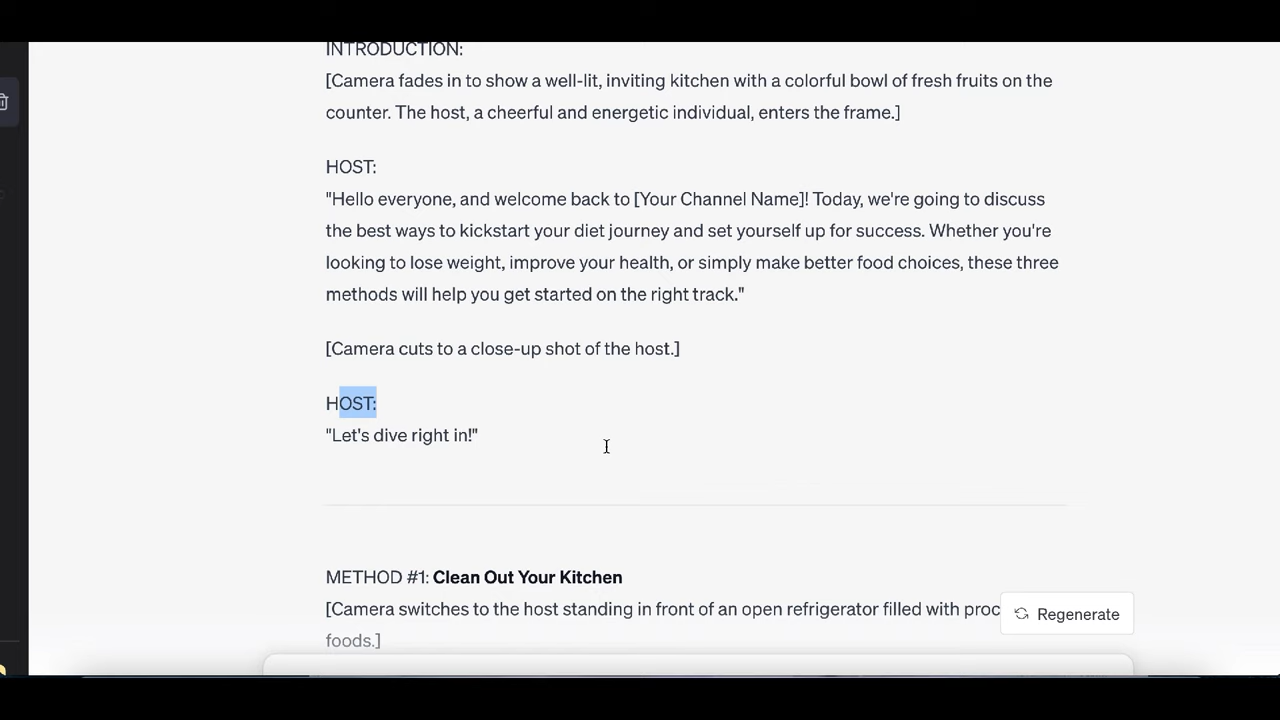 INTRODUCTION:
[Camera fades in to show a well-lit, inviting kitchen with a colorful bowl of fresh fruits on the
counter. The host, a cheerful and energetic individual, enters the frame.]
HOST:
"Hello everyone, and welcome back to [Your Channel Name]! Today, we're going to discuss
the best ways to kickstart your diet journey and set yourself up for success. Whether you're
looking to lose weight, improve your health, or simply make better food choices, these three
methods will help you get started on the right track."
[Camera cuts to a close-up shot of the host.]
HOST:
"Let's dive right in!"
METHOD #1: Clean Out Your Kitchen
[Camera switches to the host standing in front of an open refrigerator filled with proc
Regenerate
foods.]